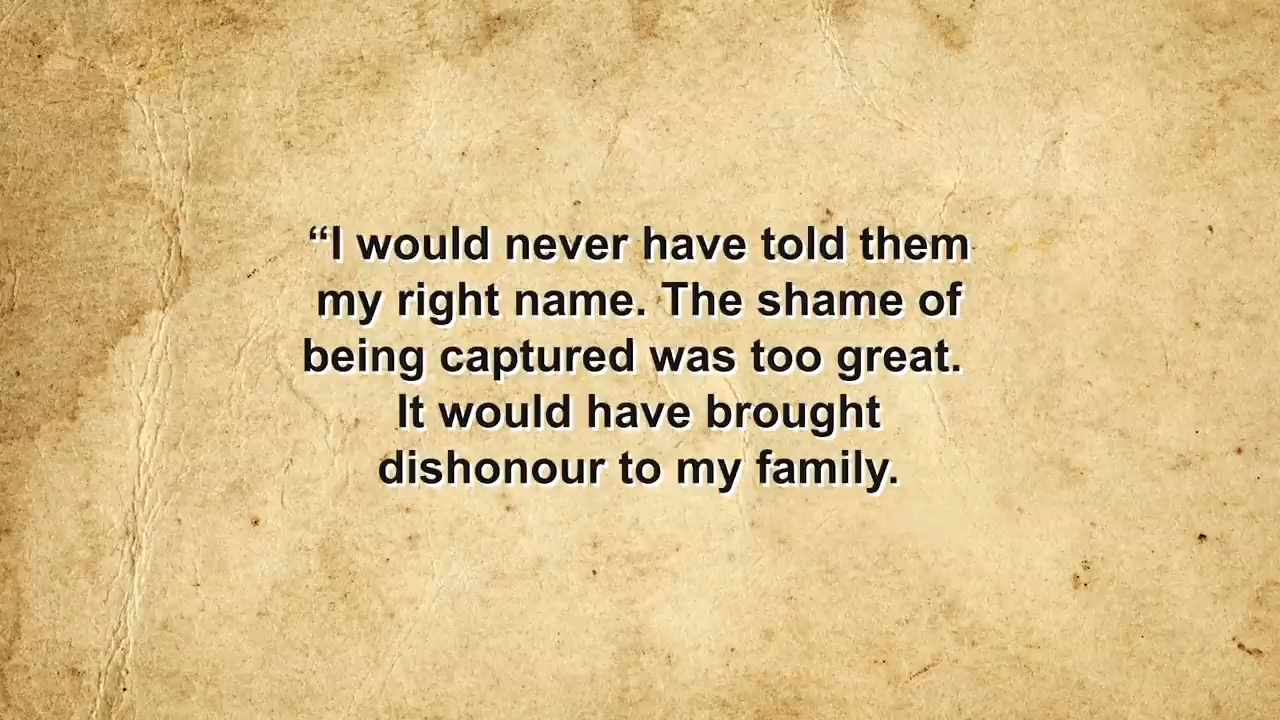 “I would never have told them
my right name. The shame of
being captured was too great.
It would have brought
dishonour to my family.